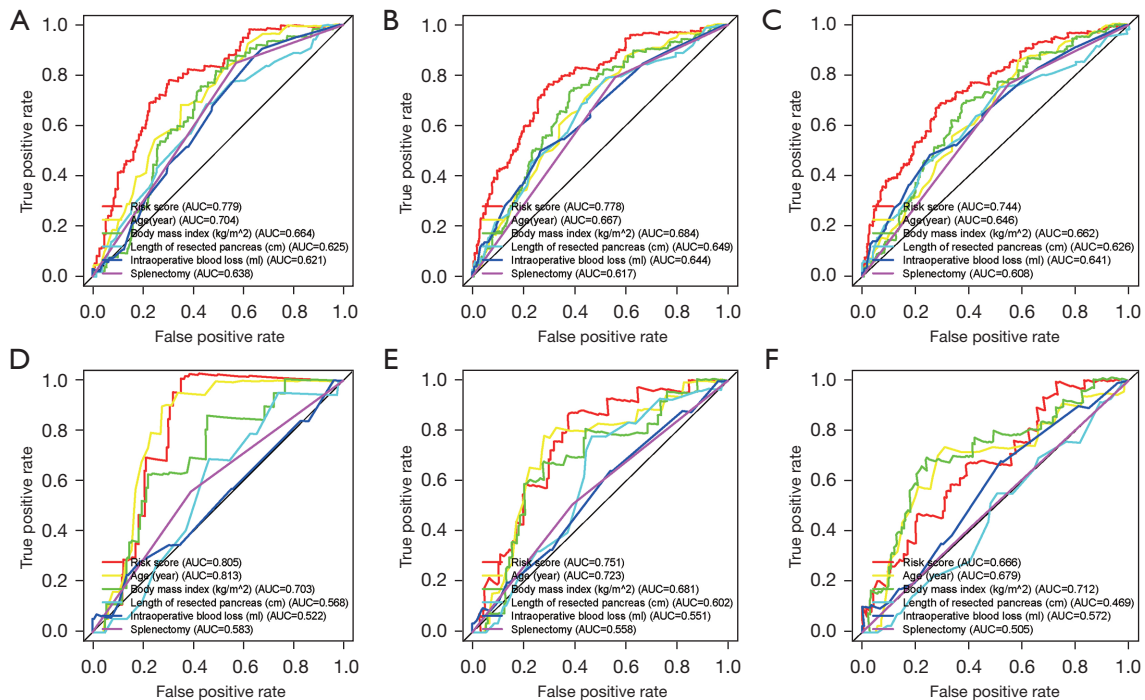 A
B
C
True positive rate
1.0
0.8
0.6
0.4
0.2
0.0
Risk score (AUC=0.779)
Age(year) (AUC=0.704)
Body mass index (kg/m^2) (AUC=0.664)
Length of resected pancreas (cm) (AUC=0.625)
Intraoperative blood loss (ml) (AUC=0.621)
Splenectomy (AUC=0.638)
0.0 0.2 0.4 0.6 0.8 1.0
False positive rate
True positive rate
1.0
0.8
0.6
0.4
0.2
0.0
Risk score (AUC=0.778)
Age(year) (AUC=0.667)
Body mass index (kg/m^2) (AUC=0.684)
Length of resected pancreas (cm) (AUC=0.649)
Intraoperative blood loss (ml) (AUC=0.644)
Splenectomy (AUC=0.617)
0.0 0.2 0.4 0.6 0.8 1.0
False positive rate
True positive rate
1.0
0.8
0.6
0.4
0.2
0.0
Risk score (AUC=0.744)
Age(year) (AUC=0.646)
Body mass index (kg/m^2) (AUC=0.662)
Length of resected pancreas (cm) (AUC=0.626)
Intraoperative blood loss (ml) (AUC=0.641)
Splenectomy (AUC=0.608)
0.0 0.2 0.4 0.6 0.8 1.0
False positive rate
D
E
F
True positive rate
1.0
0.8
0.6
0.4
0.2
0.0
Risk score (AUC=0.805)
Age (year) (AUC=0.813)
Body mass index (kg/m^2) (AUC=0.703)
Length of resected pancreas (cm) (AUC=0.568)
Intraoperative blood loss (ml) (AUC=0.522)
Splenectomy (AUC=0.583)
0.0 0.2 0.4 0.6 0.8 1.0
False positive rate
True positive rate
1.0
0.8
0.6
0.4
0.2
0.0
Risk score (AUC=0.751)
Age (year) (AUC=0.723)
Body mass index (kg/m^2) (AUC=0.681)
Length of resected pancreas (cm) (AUC=0.602)
Intraoperative blood loss (ml) (AUC=0.551)
Splenectomy (AUC=0.558)
0.0 0.2 0.4 0.6 0.8 1.0
False positive rate
True positive rate
1.0
0.8
0.6
0.4
0.2
0.0
Risk score (AUC=0.666)
Age (year) (AUC=0.679)
Body mass index (kg/m^2) (AUC=0.712)
Length of resected pancreas (cm) (AUC=0.469)
Intraoperative blood loss (ml) (AUC=0.572)
Splenectomy (AUC=0.505)
0.0 0.2 0.4 0.6 0.8 1.0
False positive rate